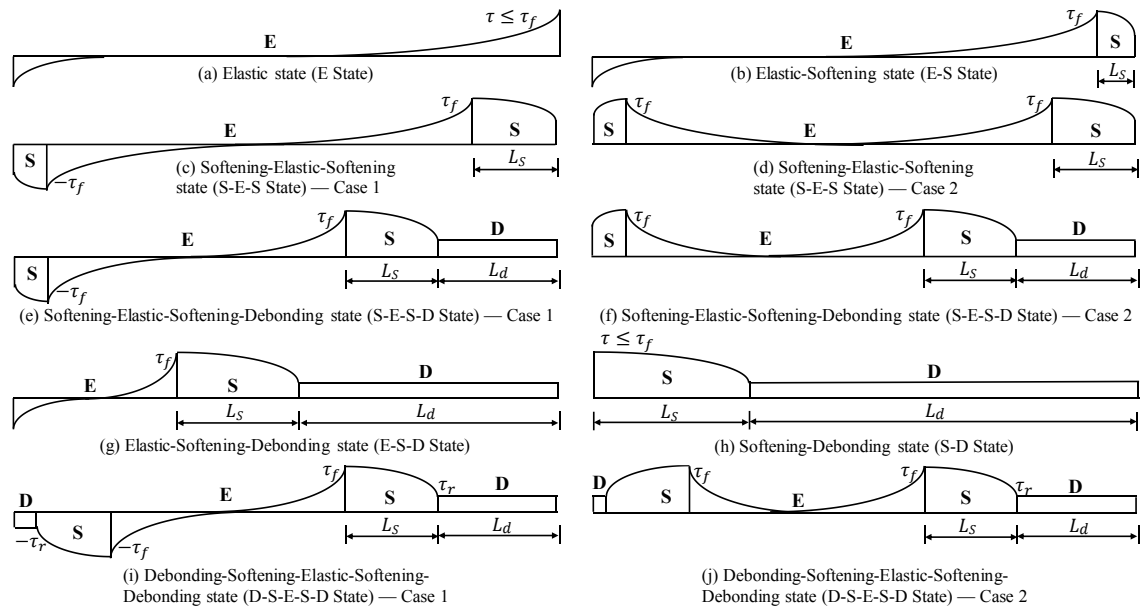 τ ≤ τ_f
E
(a) Elastic state (E State)
τ_f
E
S
L_S
(b) Elastic-Softening state (E-S State)
τ_f
E
S
S
−τ_f
L_S
(c) Softening-Elastic-Softening
state (S-E-S State) — Case 1
τ_f
τ_f
S
E
S
L_S
(d) Softening-Elastic-Softening
state (S-E-S State) — Case 2
τ_f
E
S
D
S
−τ_f
L_S
L_d
(e) Softening-Elastic-Softening-Debonding state (S-E-S-D State) — Case 1
τ_f
τ_f
D
S
E
S
L_S
L_d
(f) Softening-Elastic-Softening-Debonding state (S-E-S-D State) — Case 2
τ_f
E
S
D
L_S
L_d
(g) Elastic-Softening-Debonding state (E-S-D State)
τ ≤ τ_f
S
D
L_S
L_d
(h) Softening-Debonding state (S-D State)
τ_f
D
E
S
τ_r
D
−τ_r
S
−τ_f
L_S
L_d
(i) Debonding-Softening-Elastic-Softening-
Debonding state (D-S-E-S-D State) — Case 1
D
τ_f
τ_f
τ_r
D
S
E
S
L_S
L_d
(j) Debonding-Softening-Elastic-Softening-
Debonding state (D-S-E-S-D State) — Case 2